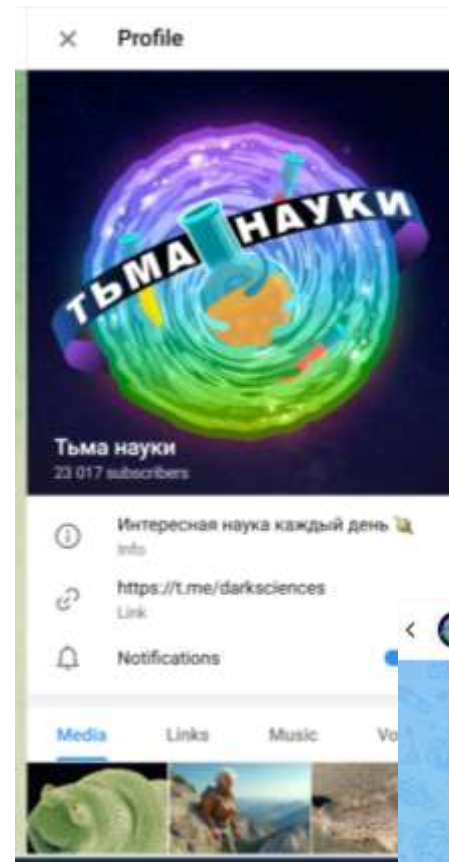 Profile
ТЬМА НАУКИ
Тьма науки
23 017 subscribers
Интересная наука каждый день
Info
https://t.me/darksciences
Link
Notifications
Media Links Music Vo